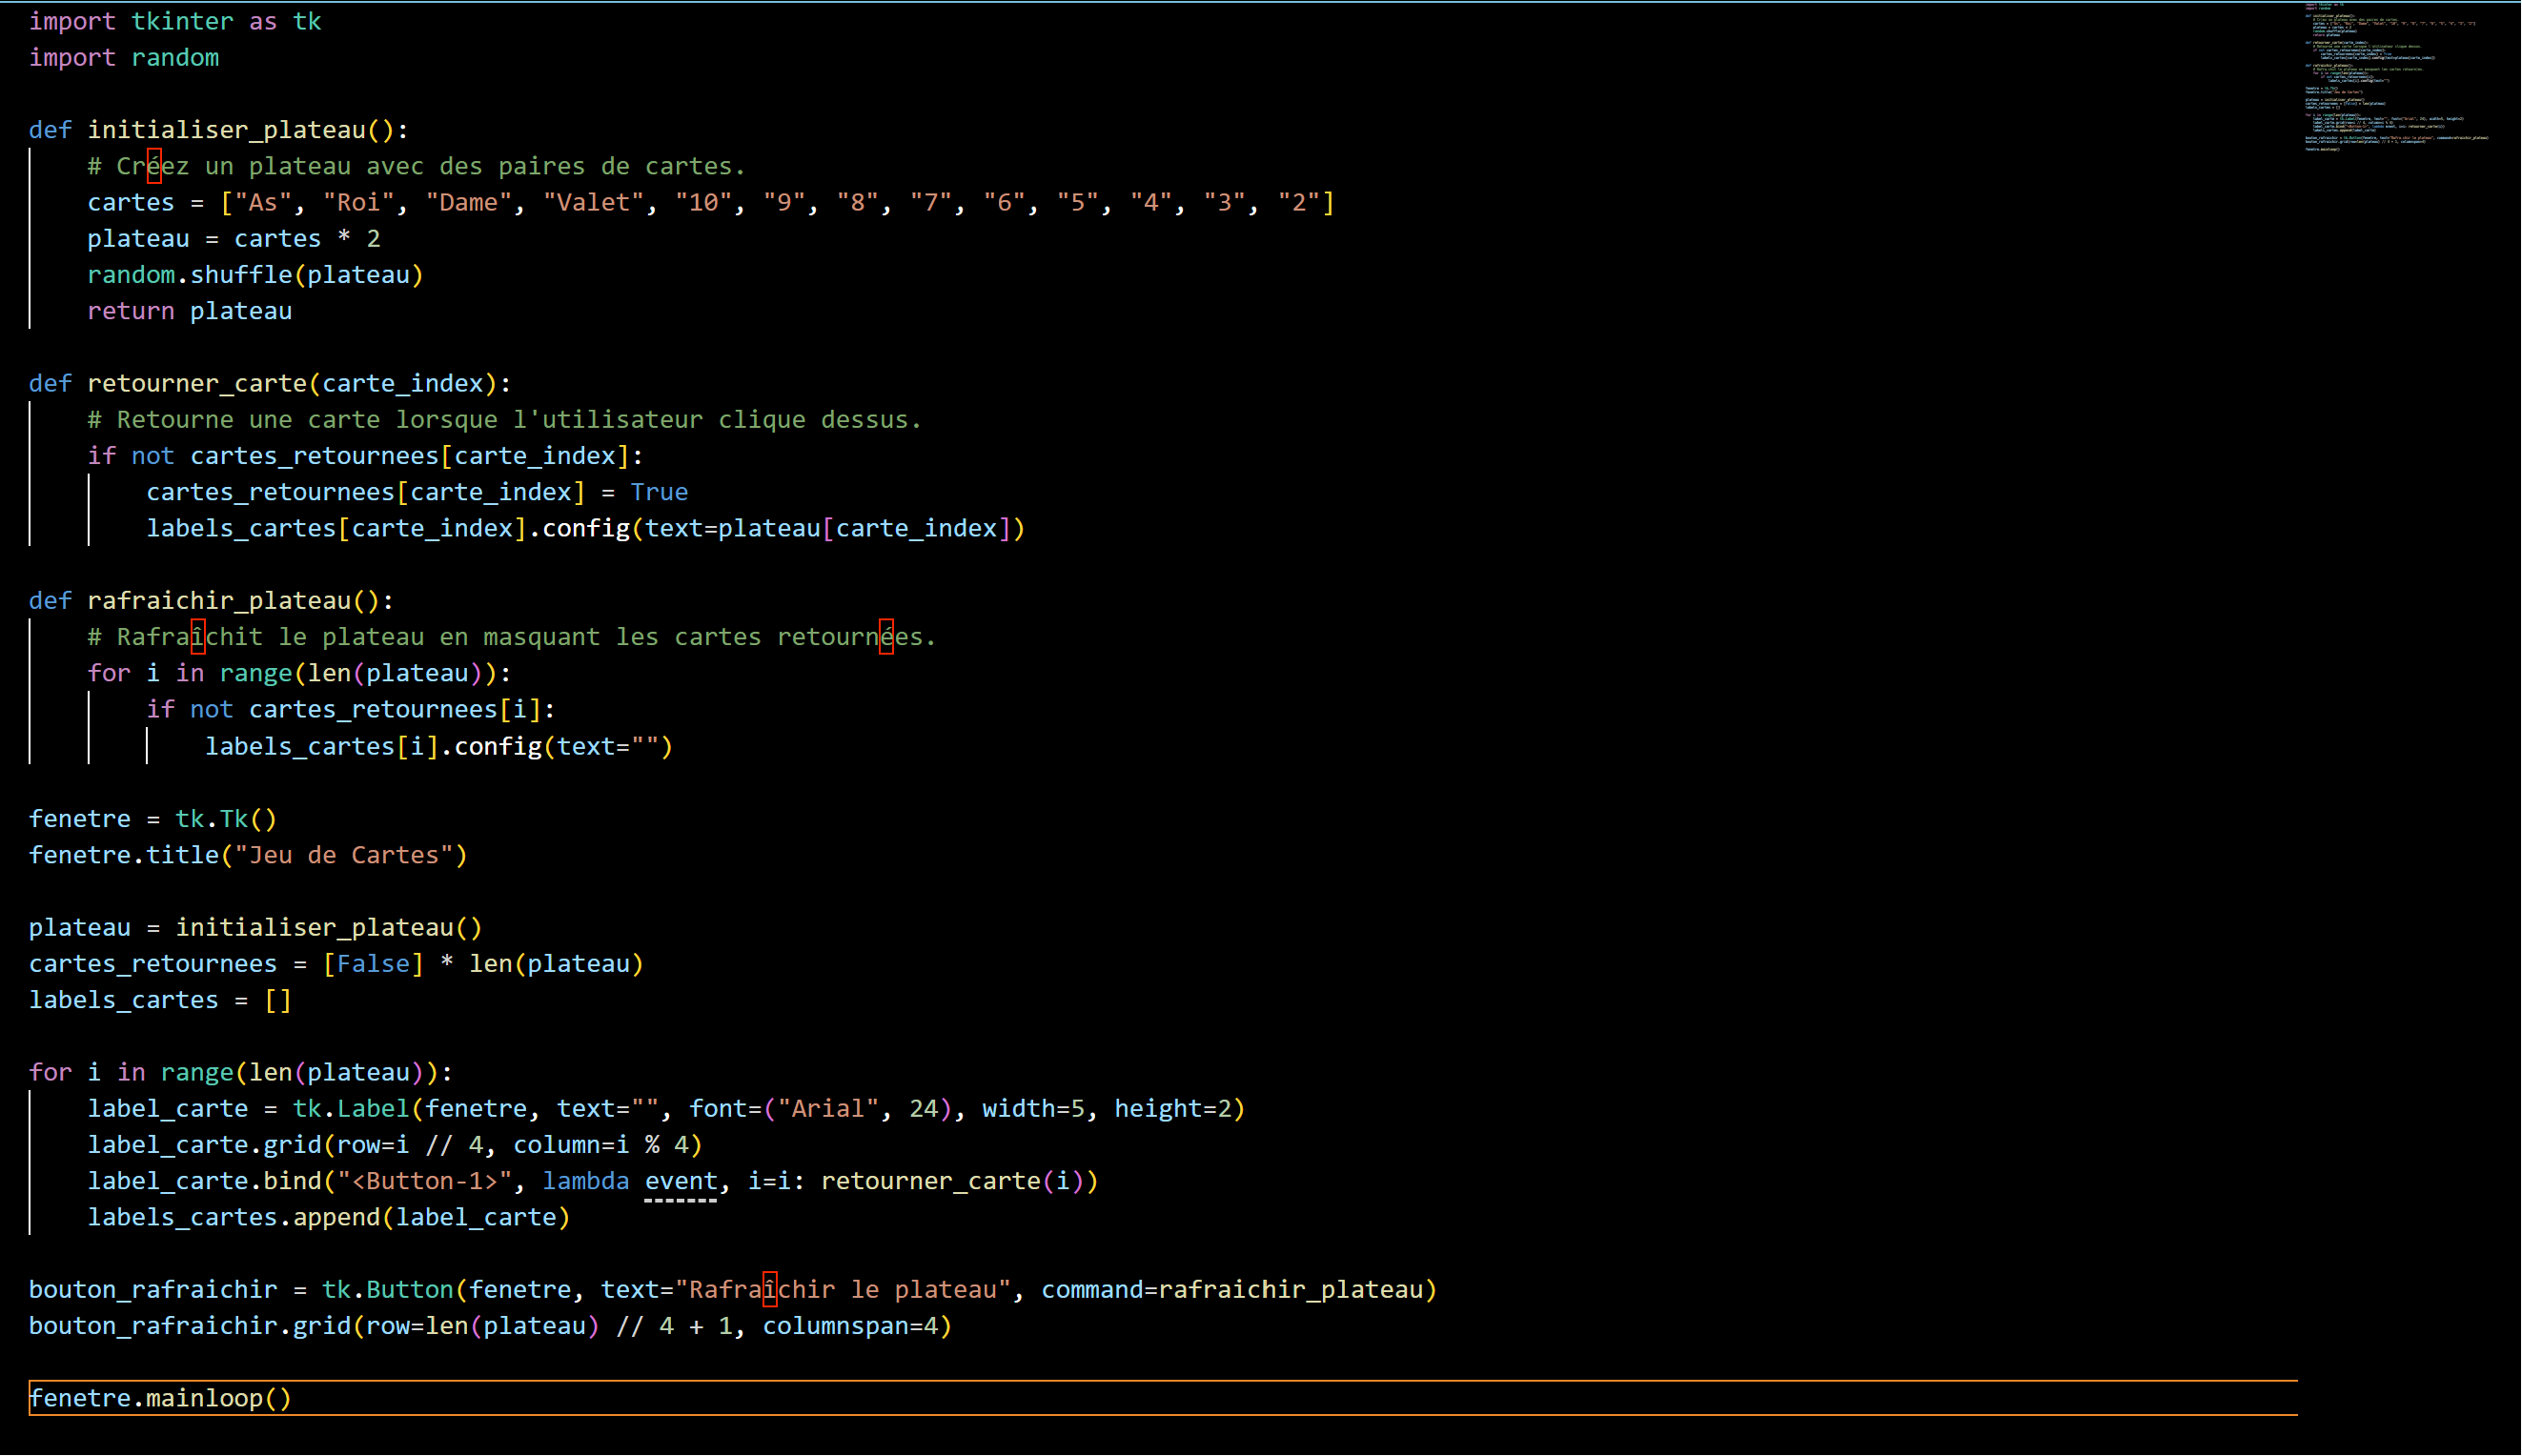 import tkinter as tk
import random

def initialiser_plateau():
    # Créez un plateau avec des paires de cartes.
    cartes = ["As", "Roi", "Dame", "Valet", "10", "9", "8", "7", "6", "5", "4", "3", "2"]
    plateau = cartes * 2
    random.shuffle(plateau)
    return plateau

def retourner_carte(carte_index):
    # Retourne une carte lorsque l'utilisateur clique dessus.
    if not cartes_retournees[carte_index]:
        cartes_retournees[carte_index] = True
        labels_cartes[carte_index].config(text=plateau[carte_index])

def rafraichir_plateau():
    # Rafraîchit le plateau en masquant les cartes retournées.
    for i in range(len(plateau)):
        if not cartes_retournees[i]:
            labels_cartes[i].config(text="")

fenetre = tk.Tk()
fenetre.title("Jeu de Cartes")

plateau = initialiser_plateau()
cartes_retournees = [False] * len(plateau)
labels_cartes = []

for i in range(len(plateau)):
    label_carte = tk.Label(fenetre, text="", font=("Arial", 24), width=5, height=2)
    label_carte.grid(row=i // 4, column=i % 4)
    label_carte.bind("<Button-1>", lambda event, i=i: retourner_carte(i))
    labels_cartes.append(label_carte)

bouton_rafraichir = tk.Button(fenetre, text="Rafraîchir le plateau", command=rafraichir_plateau)
bouton_rafraichir.grid(row=len(plateau) // 4 + 1, columnspan=4)

fenetre.mainloop()